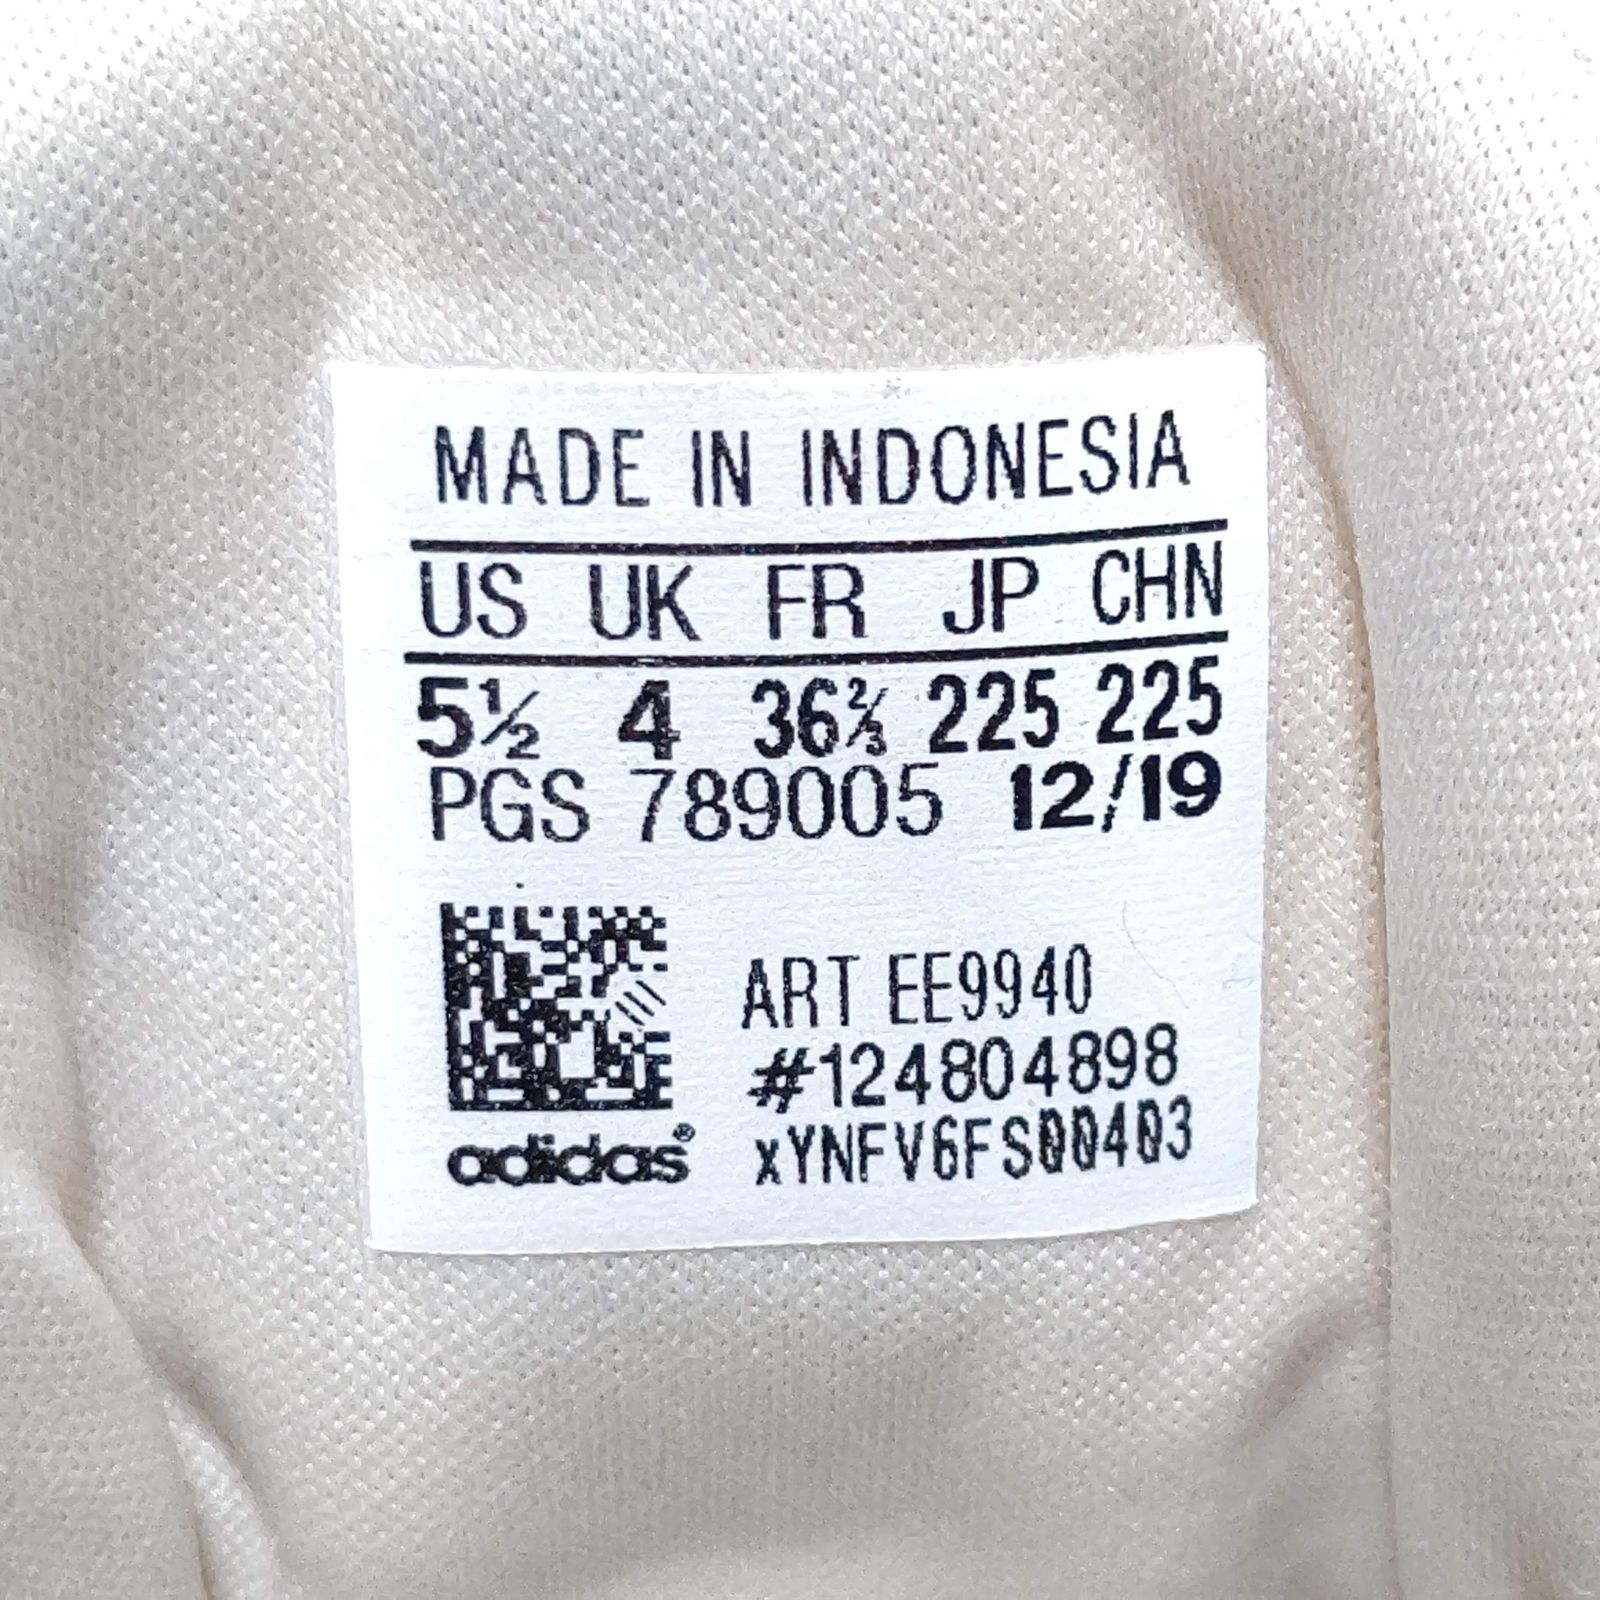 MADE IN INDONESIA
US UK FR JP CHN
5½ 4 36⅔ 225 225
PGS 789005 12/19
ART EE9940
#124804898
xYNFV6FS00403
adidas®